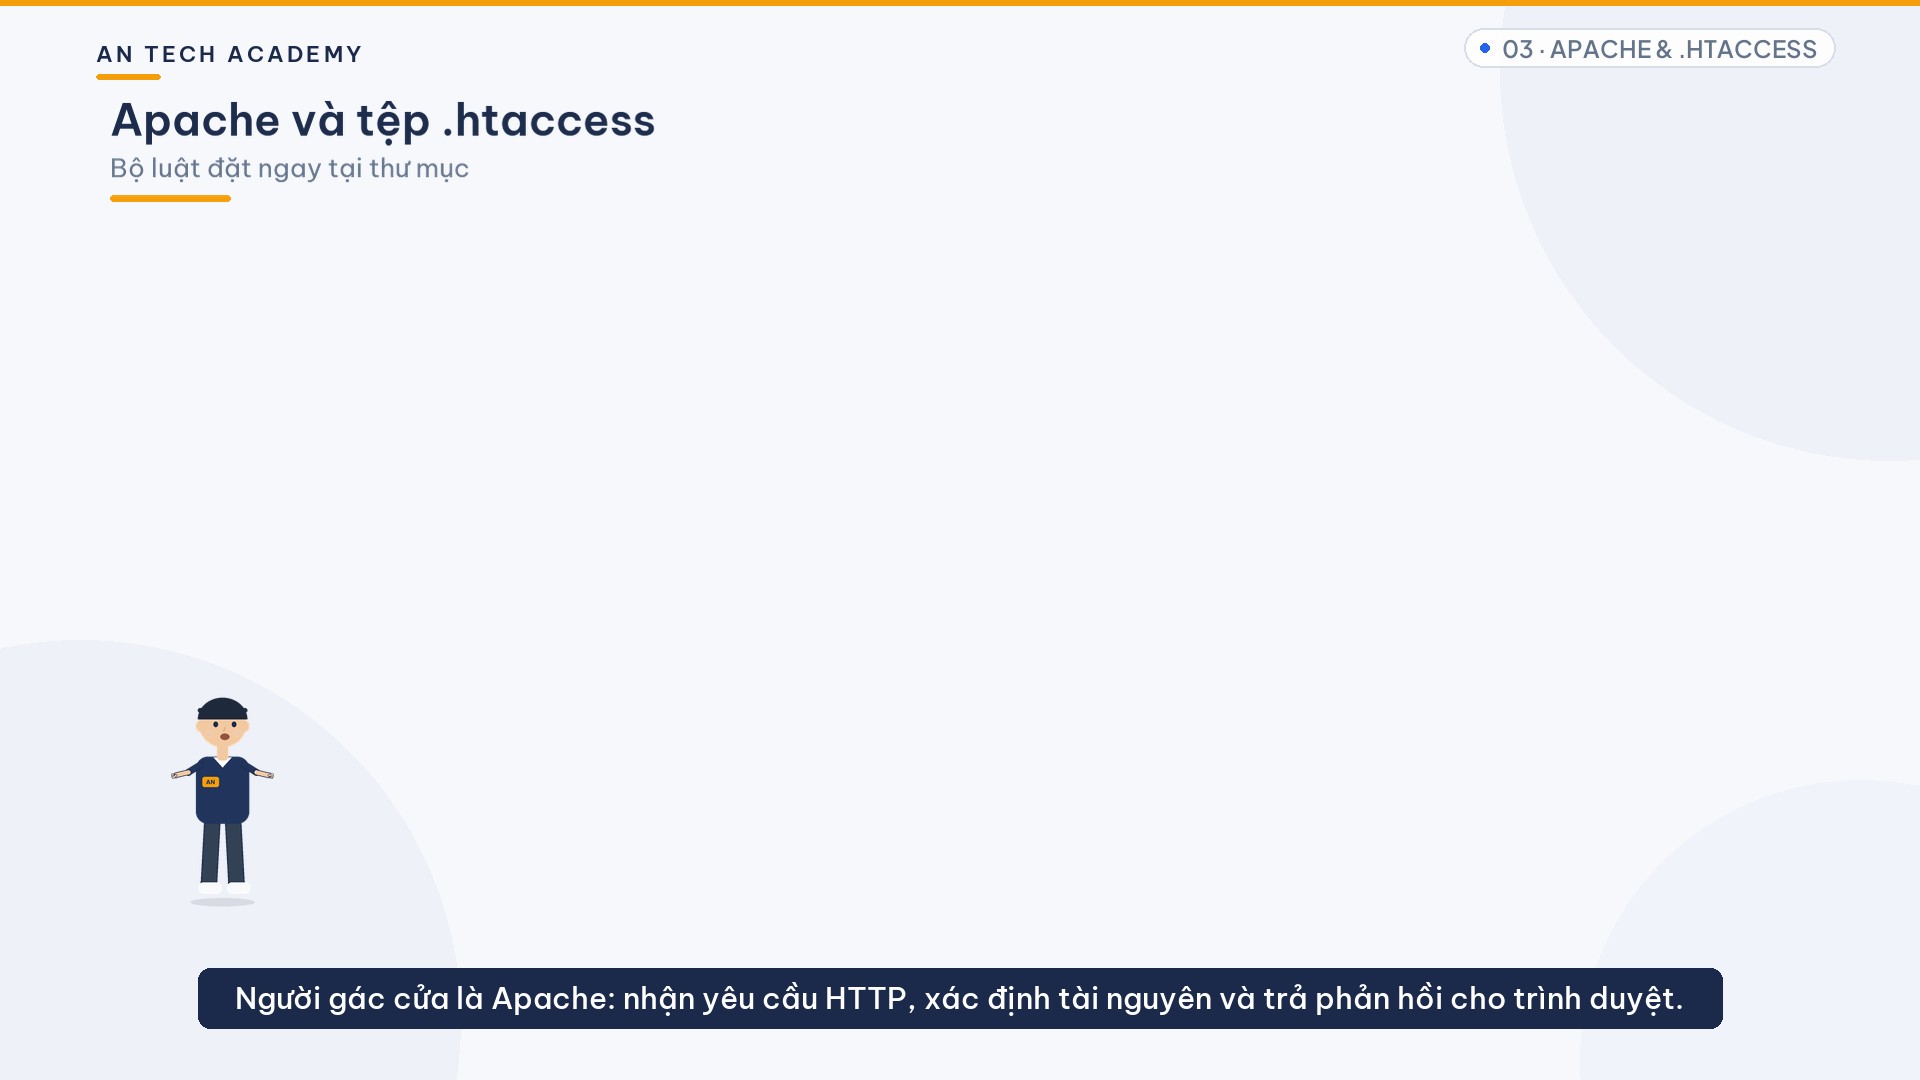 AN TECH ACADEMY
03 · APACHE & .HTACCESS
Apache và tệp .htaccess
Bộ luật đặt ngay tại thư mục
AN
Người gác cửa là Apache: nhận yêu cầu HTTP, xác định tài nguyên và trả phản hồi cho trình duyệt.